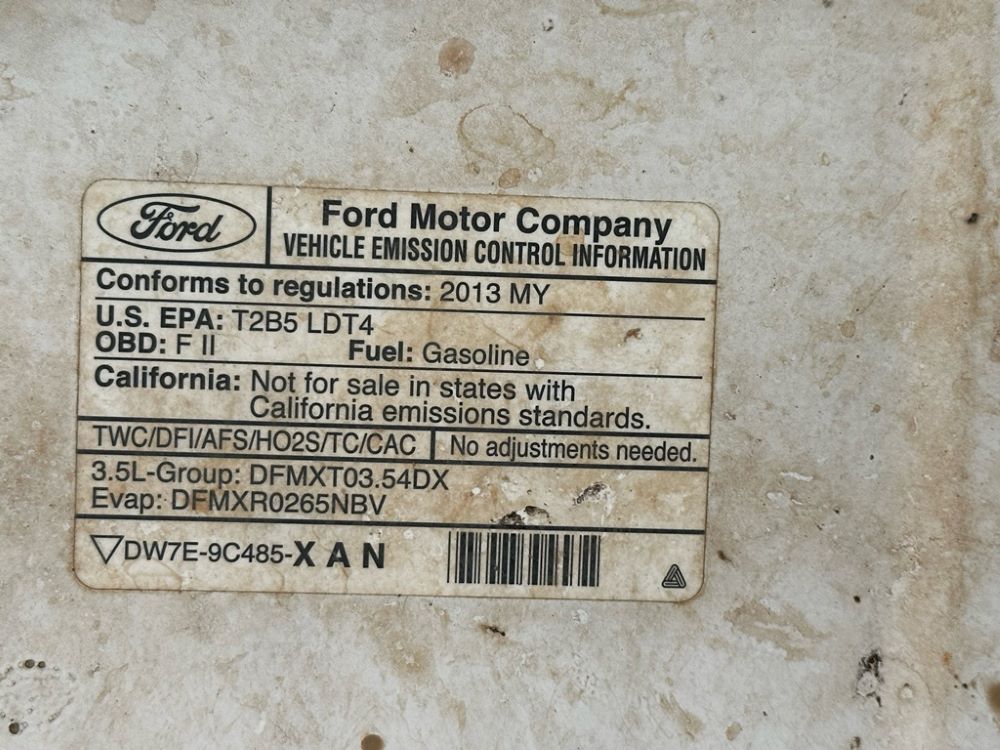 Ford
Ford Motor Company
VEHICLE EMISSION CONTROL INFORMATION
Conforms to regulations: 2013 MY
U.S. EPA: T2B5 LDT4
OBD: F II Fuel: Gasoline
California: Not for sale in states with
California emissions standards.
TWC/DFI/AFS/HO2S/TC/CAC No adjustments needed.
3.5L-Group: DFMXT03.54DX
Evap: DFMXR0265NBV
▽DW7E-9C485-X A N